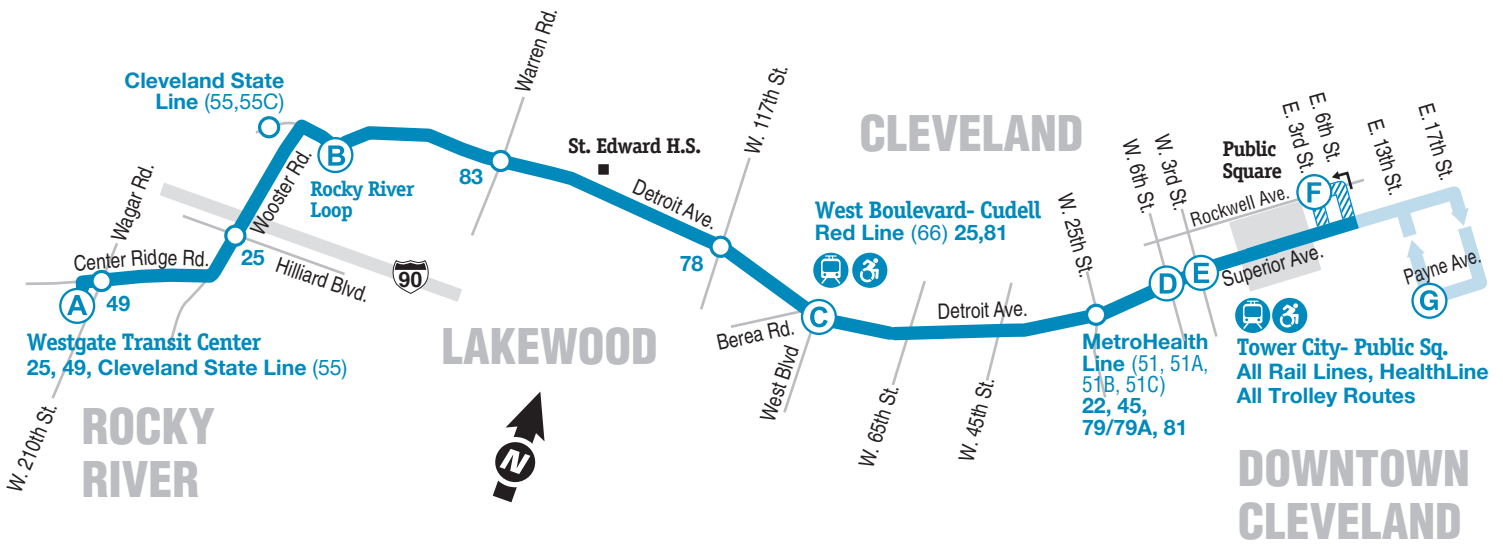 Cleveland State
Line (55,55C)
Warren Rd.
W. 117th St.
CLEVELAND
St. Edward H.S.
B
Rocky River
Loop
83
Wooster Rd.
Wagar Rd.
Center Ridge Rd.
25
Hilliard Blvd.
90
A
49
Westgate Transit Center
25, 49, Cleveland State Line (55)
W. 210th St.
ROCKY
RIVER
LAKEWOOD
N
Detroit Ave.
78
West Boulevard- Cudell
Red Line (66) 25,81
C
Berea Rd.
West Blvd
Detroit Ave.
W. 65th St.
W. 45th St.
W. 25th St.
W. 6th St.
W. 3rd St.
Public
Square
E. 3rd St.
E. 6th St.
E. 13th St.
E. 17th St.
Rockwell Ave.
F
D
E
Superior Ave.
Payne Ave.
G
MetroHealth
Line (51, 51A,
51B, 51C)
22, 45,
79/79A, 81
Tower City- Public Sq.
All Rail Lines, HealthLine
All Trolley Routes
DOWNTOWN
CLEVELAND